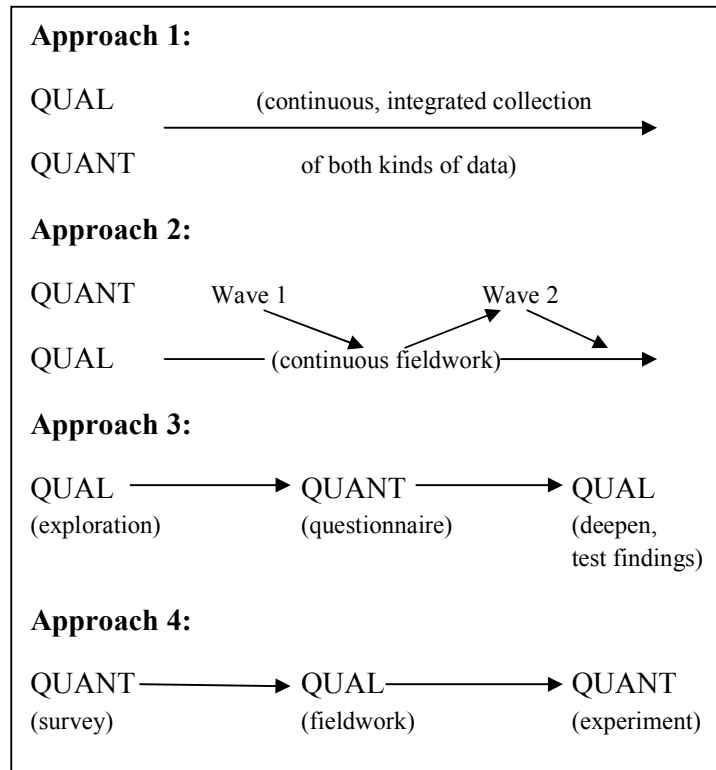 Approach 1:
QUAL (continuous, integrated collection
QUANT of both kinds of data)
Approach 2:
QUANT Wave 1 Wave 2
QUAL (continuous fieldwork)
Approach 3:
QUAL QUANT QUAL
(exploration) (questionnaire) (deepen,
test findings)
Approach 4:
QUANT QUAL QUANT
(survey) (fieldwork) (experiment)